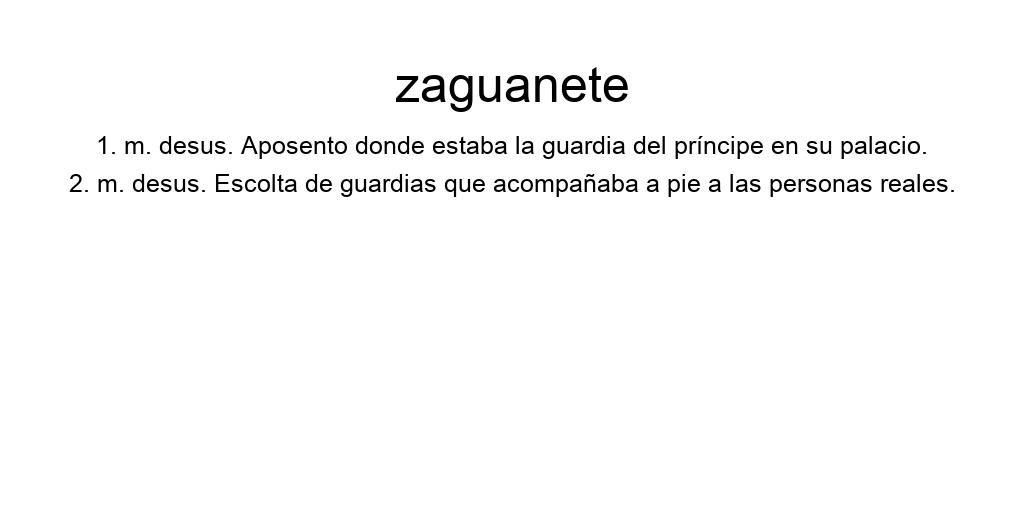 zaguanete
1. m. desus. Aposento donde estaba la guardia del príncipe en su palacio.
2. m. desus. Escolta de guardias que acompañaba a pie a las personas reales.